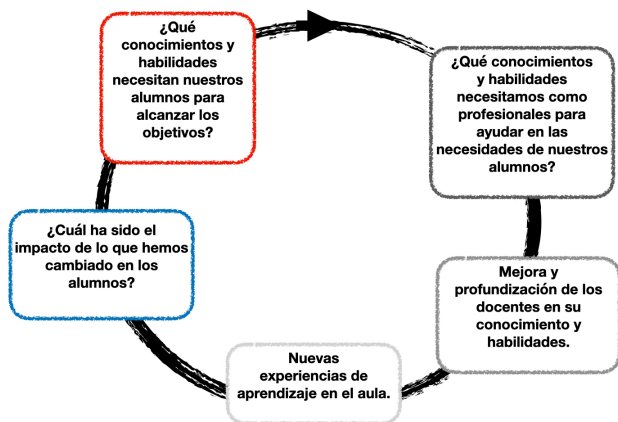 ¿Qué
conocimientos y
habilidades
necesitan nuestros
alumnos para
alcanzar los
objetivos?
¿Qué conocimientos
y habilidades
necesitamos como
profesionales para
ayudar en las
necesidades de nuestros
alumnos?
Mejora y
profundización de los
docentes en su
conocimiento y
habilidades.
Nuevas
experiencias de
aprendizaje en el aula.
¿Cuál ha sido el
impacto de lo que hemos
cambiado en los
alumnos?